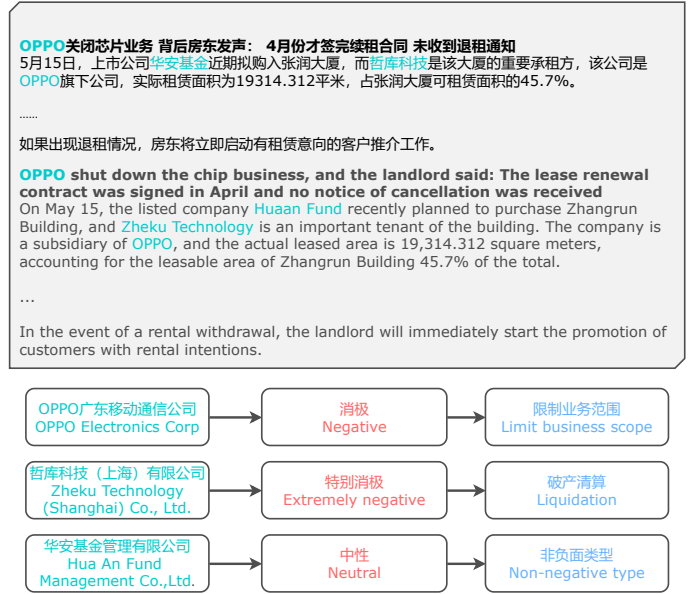 OPPO关闭芯片业务 背后房东发声： 4月份才签完续租合同 未收到退租通知
5月15日，上市公司华安基金近期拟购入张润大厦，而哲库科技是该大厦的重要承租方，该公司是
OPPO旗下公司，实际租赁面积为19314.312平米，占张润大厦可租赁面积的45.7%。
......
如果出现退租情况，房东将立即启动有租赁意向的客户推介工作。
OPPO shut down the chip business, and the landlord said: The lease renewal
contract was signed in April and no notice of cancellation was received
On May 15, the listed company Huaan Fund recently planned to purchase Zhangrun
Building, and Zheku Technology is an important tenant of the building. The company is
a subsidiary of OPPO, and the actual leased area is 19,314.312 square meters,
accounting for the leasable area of Zhangrun Building 45.7% of the total.
...
In the event of a rental withdrawal, the landlord will immediately start the promotion of
customers with rental intentions.
OPPO广东移动通信公司
OPPO Electronics Corp
消极
Negative
限制业务范围
Limit business scope
哲库科技（上海）有限公司
Zheku Technology
(Shanghai) Co., Ltd.
特别消极
Extremely negative
破产清算
Liquidation
华安基金管理有限公司
Hua An Fund
Management Co.,Ltd.
中性
Neutral
非负面类型
Non-negative type